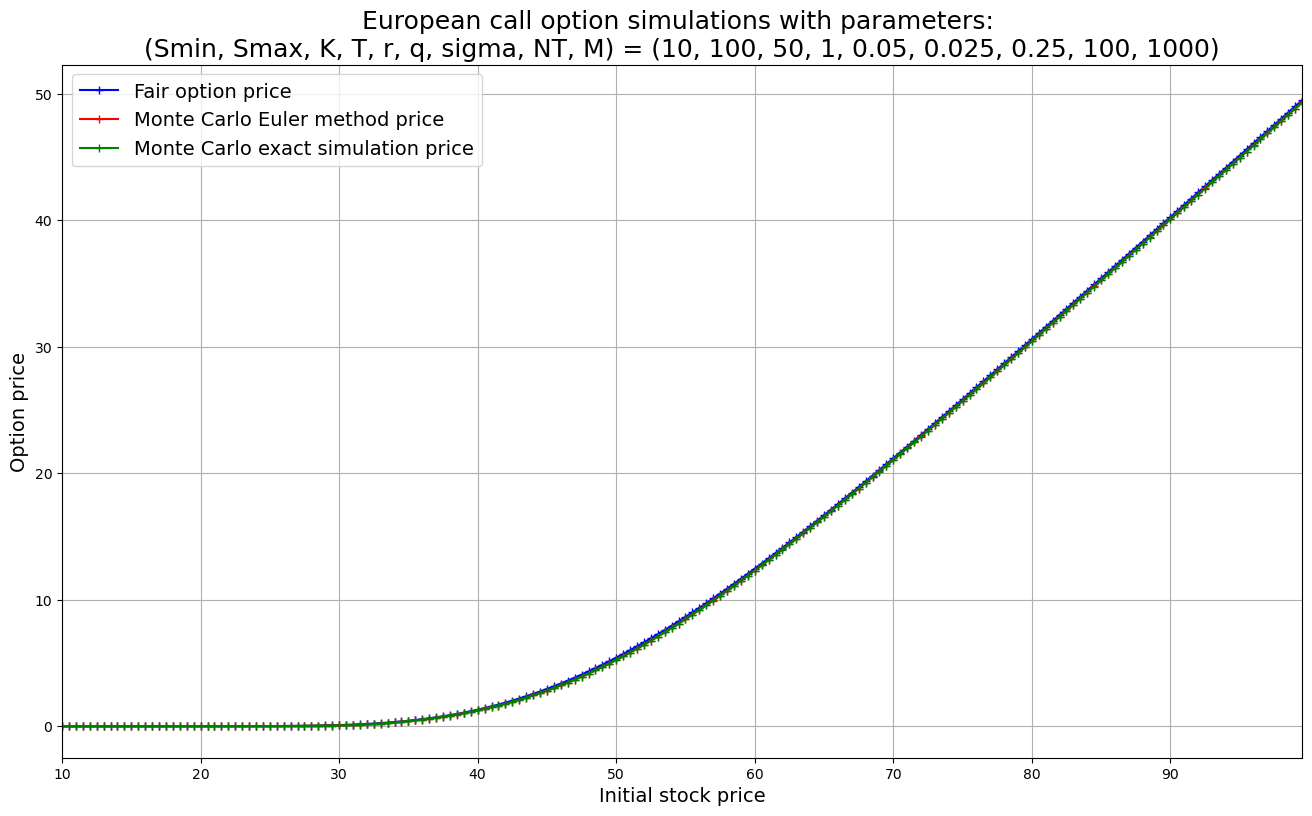 European call option simulations with parameters:
(Smin, Smax, K, T, r, q, sigma, NT, M) = (10, 100, 50, 1, 0.05, 0.025, 0.25, 100, 1000)
Fair option price
Monte Carlo Euler method price
Monte Carlo exact simulation price
Option price
50
40
30
20
10
0
10 20 30 40 50 60 70 80 90
Initial stock price